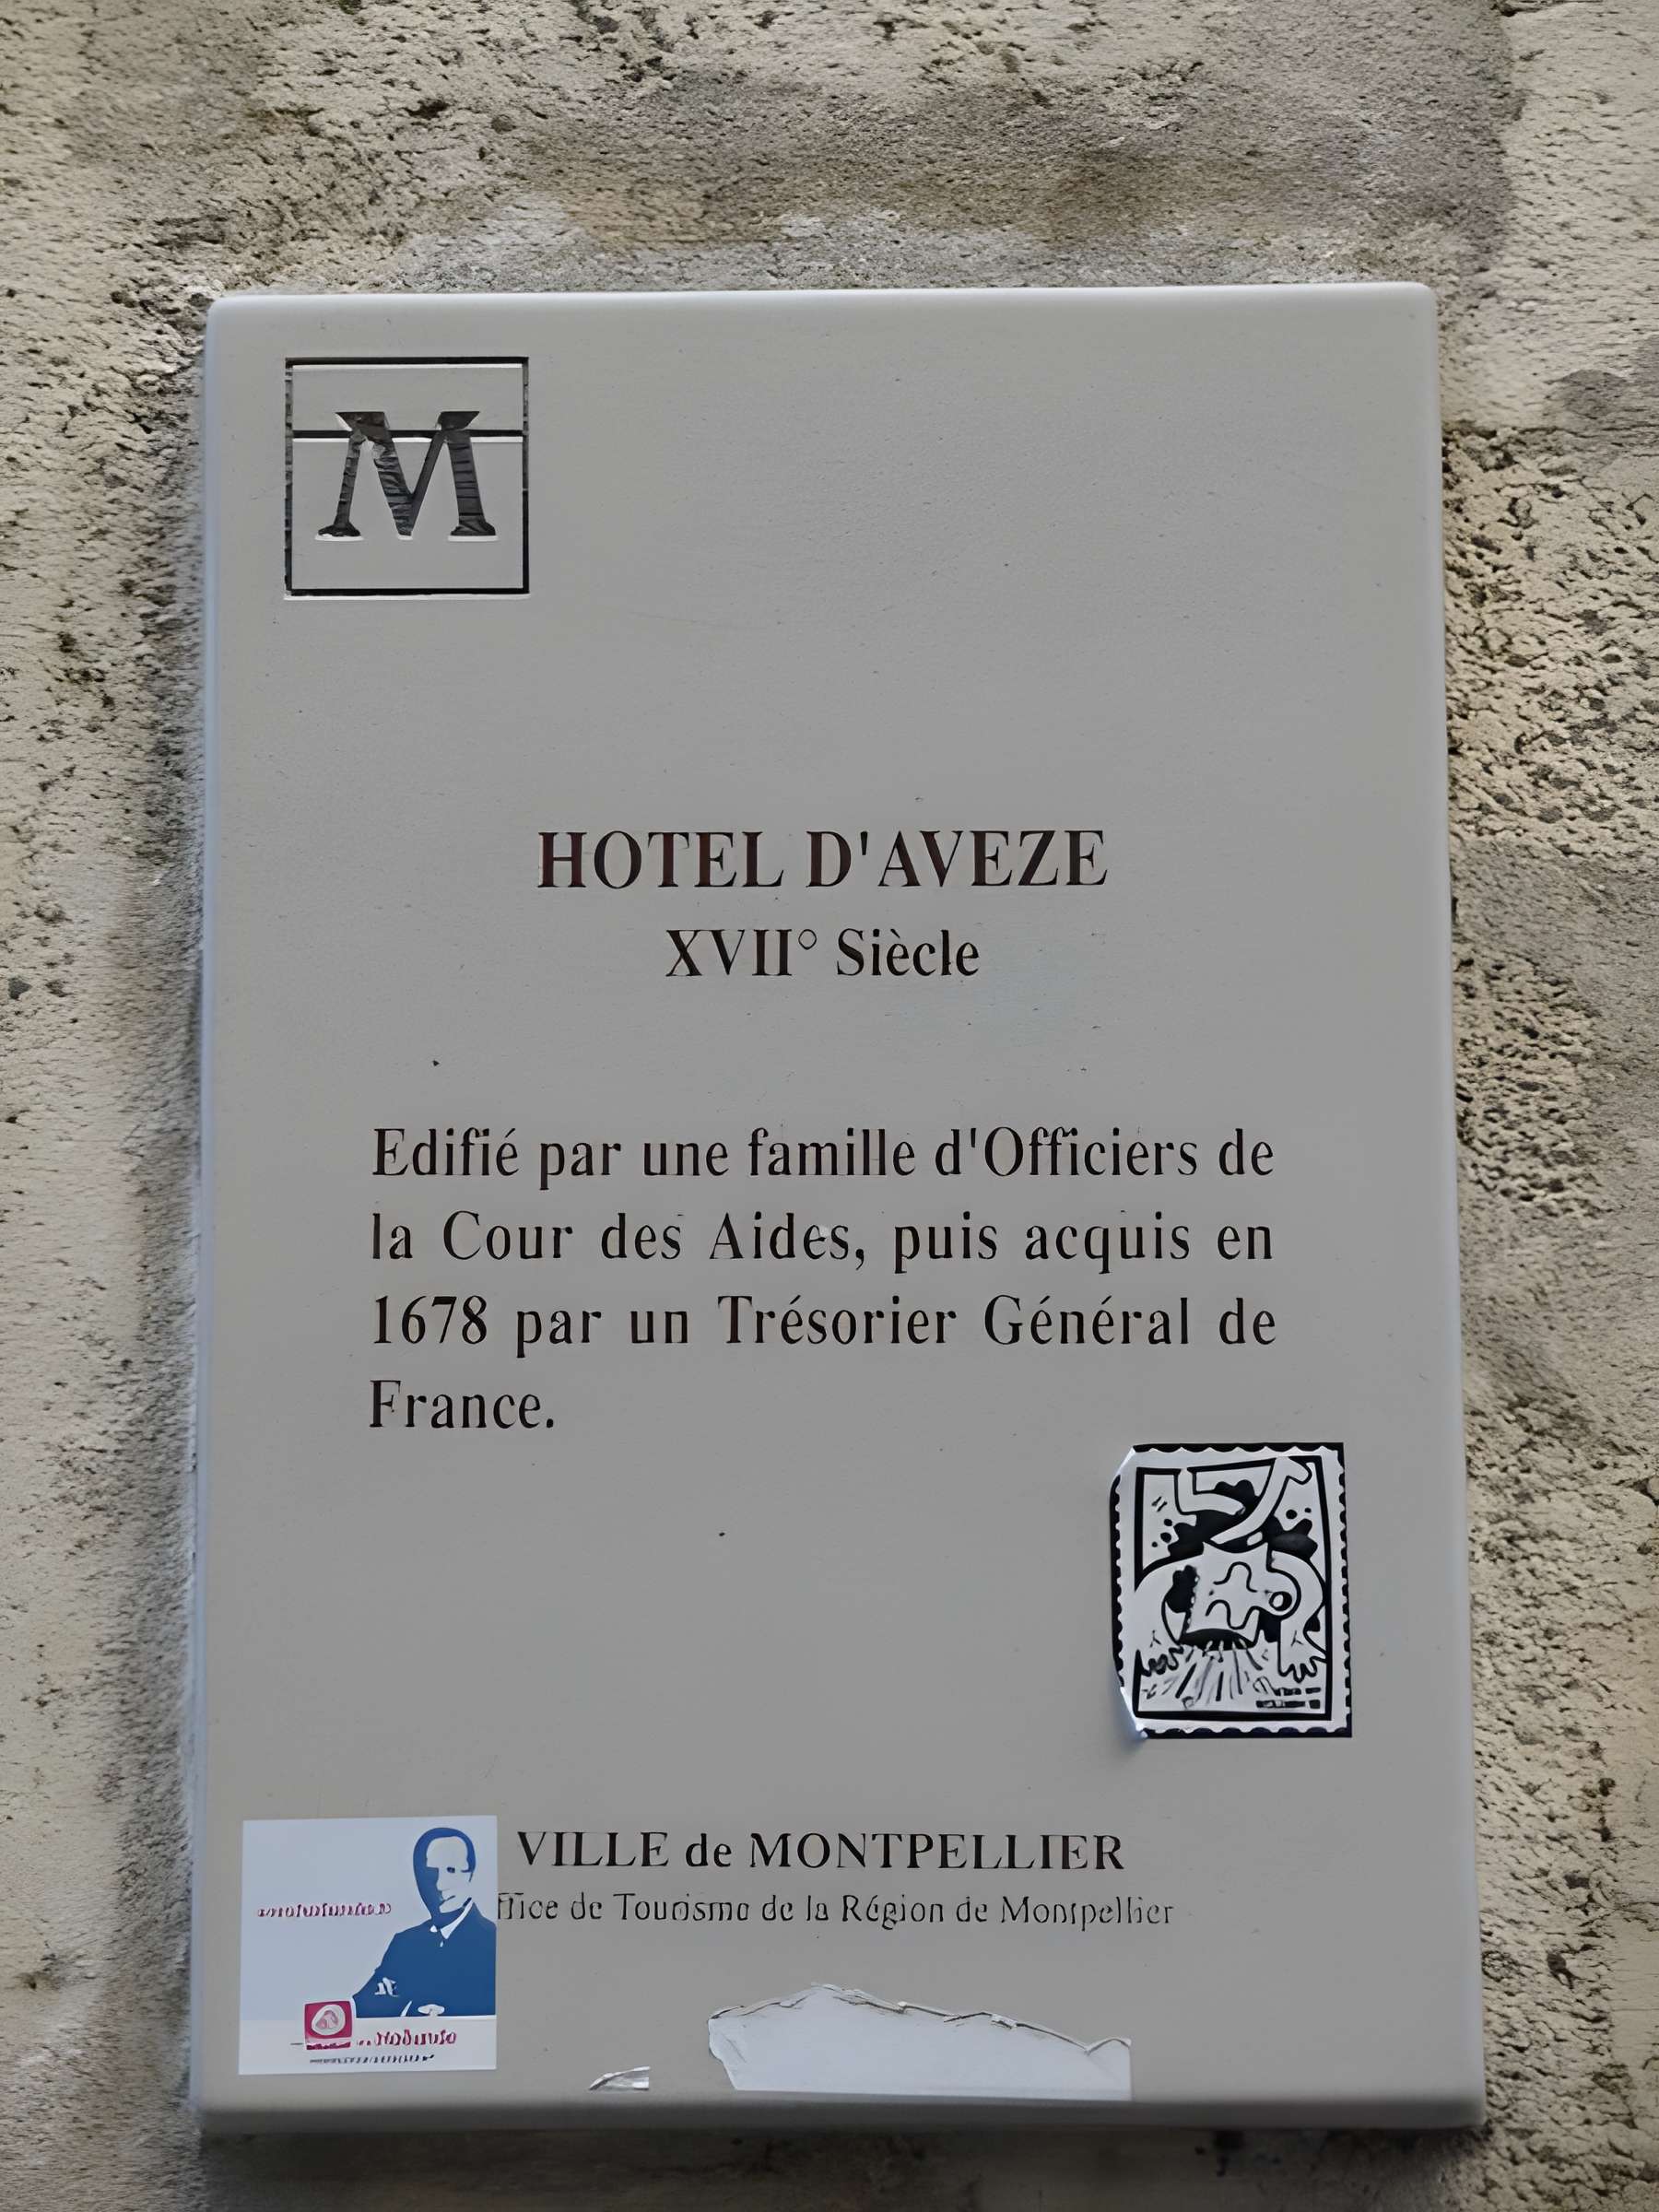 M
HOTEL D'AVEZE
XVII° Siècle
Edifié par une famille d'Officiers de
la Cour des Aides, puis acquis en
1678 par un Trésorier Général de
France.
VILLE de MONTPELLIER
ffice de Tourisme de la Région de Montpellier